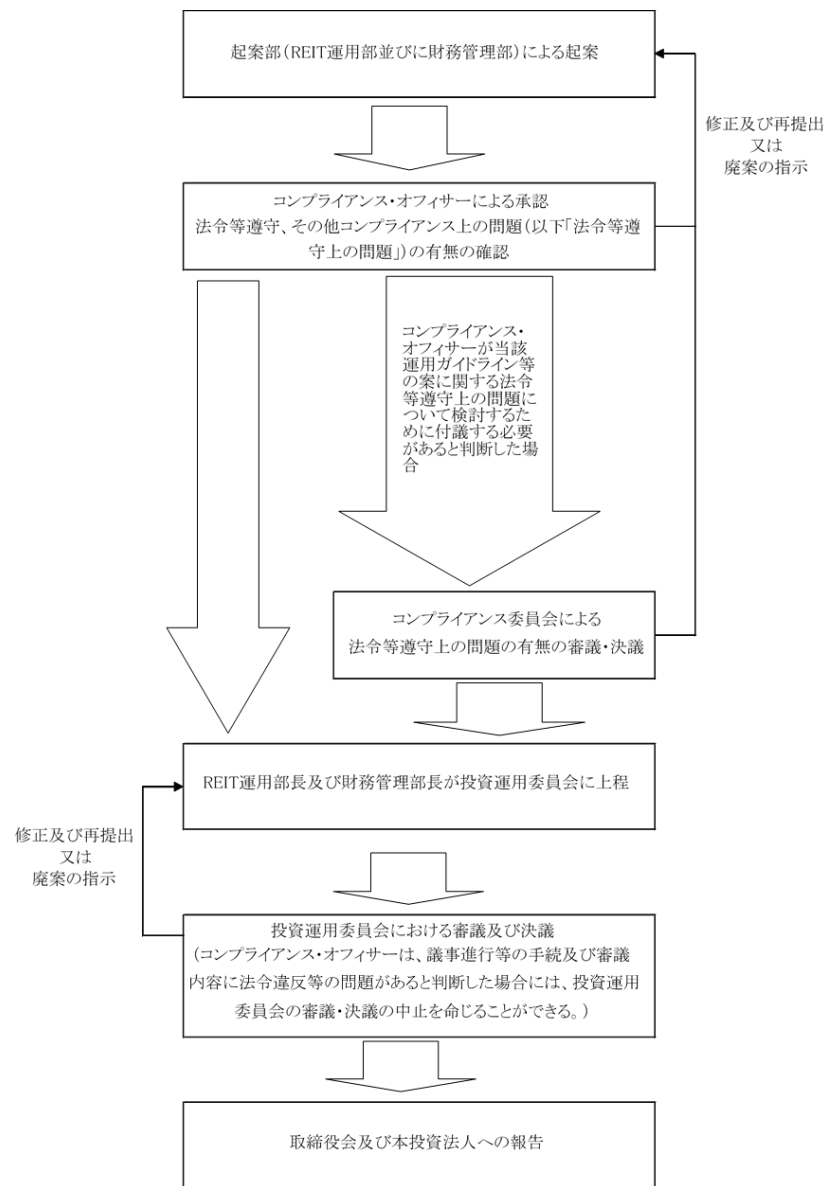 起案部（REIT運用部並びに財務管理部）による起案
修正及び再提出
又は
廃案の指示
コンプライアンス・オフィサーによる承認
法令等遵守、その他コンプライアンス上の問題（以下「法令等遵
守上の問題」）の有無の確認
コンプライアンス・
オフィサーが当該
運用ガイドライン等
の案に関する法令
等遵守上の問題に
ついて検討するた
めに付議する必要
があると判断した場
合
コンプライアンス委員会による
法令等遵守上の問題の有無の審議・決議
REIT運用部長及び財務管理部長が投資運用委員会に上程
修正及び再提出
又は
廃案の指示
投資運用委員会における審議及び決議
（コンプライアンス・オフィサーは、議事進行等の手続及び審議
内容に法令違反等の問題があると判断した場合には、投資運用
委員会の審議・決議の中止を命じることができる。）
取締役会及び本投資法人への報告